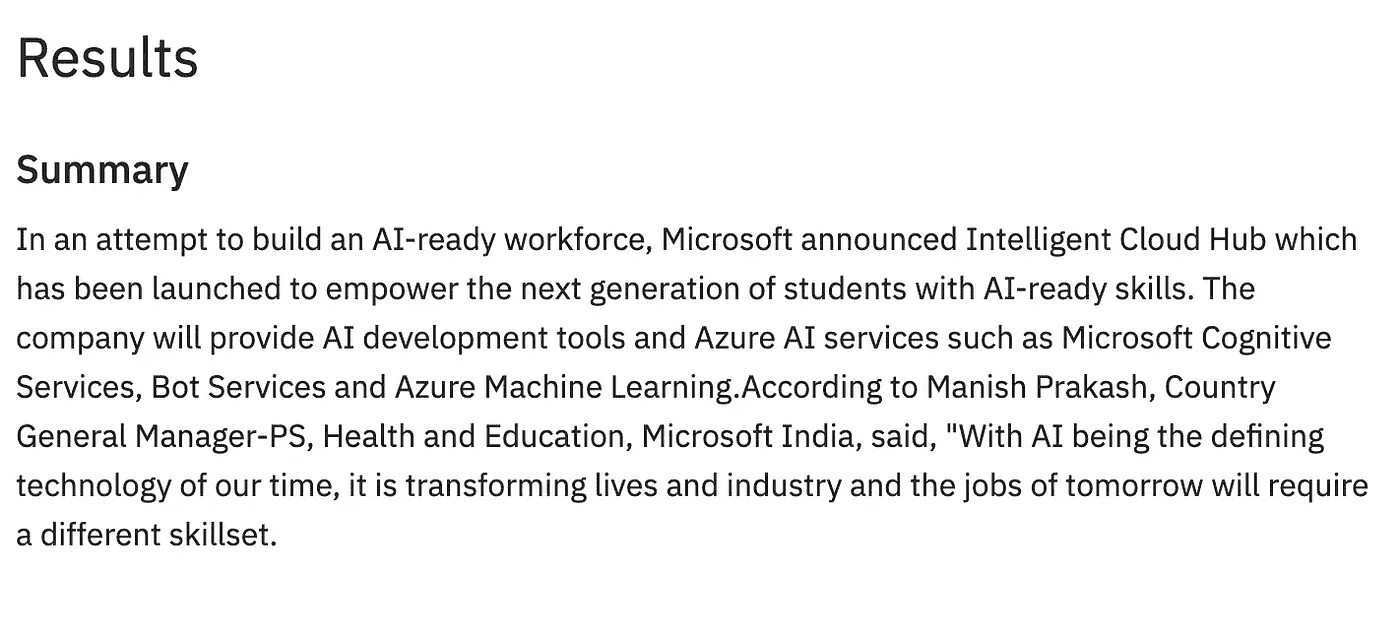 Results
Summary
In an attempt to build an AI-ready workforce, Microsoft announced Intelligent Cloud Hub which
has been launched to empower the next generation of students with AI-ready skills. The
company will provide AI development tools and Azure AI services such as Microsoft Cognitive
Services, Bot Services and Azure Machine Learning.According to Manish Prakash, Country
General Manager-PS, Health and Education, Microsoft India, said, "With AI being the defining
technology of our time, it is transforming lives and industry and the jobs of tomorrow will require
a different skillset.